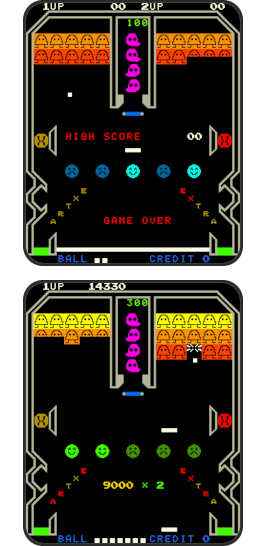 1UP 00 2UP 00
100
HIGH SCORE 00
E X
X T
T R
R A
A
GAME OVER
BALL CREDIT 0
1UP 14330
300
E E
X X
T T
R R
A A
9000 × 2
BALL CREDIT 0